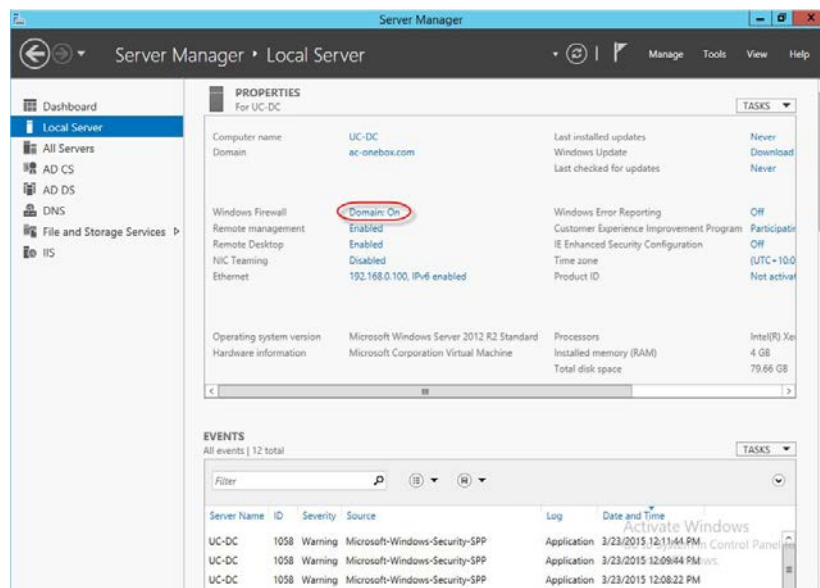 Server Manager
Server Manager • Local Server
Manage Tools View Help
Dashboard
Local Server
All Servers
AD CS
AD DS
DNS
File and Storage Services
IIS
PROPERTIES
For UC-DC
TASKS
Computer name UC-DC Last installed updates Never
Domain ac-onebox.com Windows Update Download
Last checked for updates Never
Windows Firewall Domain: On Windows Error Reporting Off
Remote management Enabled Customer Experience Improvement Program Participatin
Remote Desktop Enabled IE Enhanced Security Configuration Off
NIC Teaming Disabled Time zone (UTC+10:0
Ethernet 192.168.0.100, IPv6 enabled Product ID Not activat
Operating system version Microsoft Windows Server 2012 R2 Standard Processors Intel(R) Xe
Hardware information Microsoft Corporation Virtual Machine Installed memory (RAM) 4 GB
Total disk space 79.66 GB
EVENTS
All events | 12 total
TASKS
Filter
Server Name ID Severity Source Log Date and Time
Activate Windows
UC-DC 1058 Warning Microsoft-Windows-Security-SPP Application 3/23/2015 12:11:44 PM
System in Control Panel
UC-DC 1058 Warning Microsoft-Windows-Security-SPP Application 3/23/2015 12:09:44 PM
UC-DC 1058 Warning Microsoft-Windows-Security-SPP Application 3/23/2015 12:08:22 PM